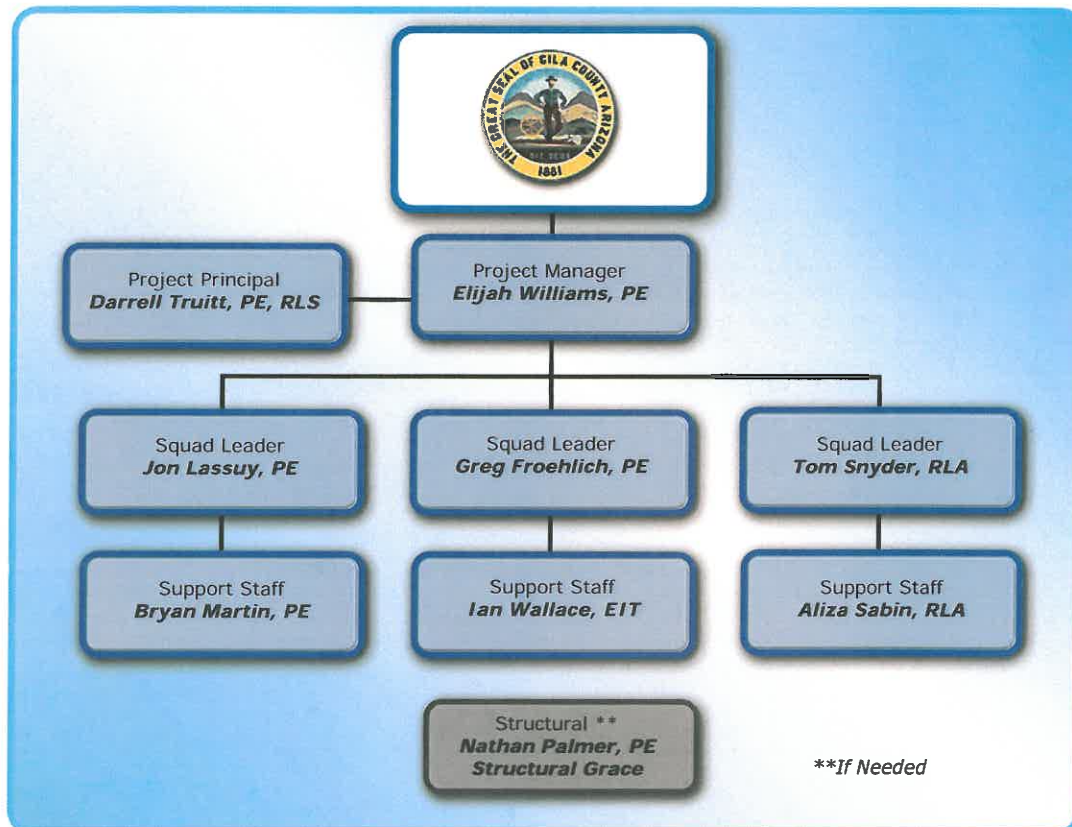 THE GREAT SEAL OF GILA COUNTY ARIZONA
1881
Project Principal
Darrell Truitt, PE, RLS
Project Manager
Elijah Williams, PE
Squad Leader
Jon Lassuy, PE
Squad Leader
Greg Froehlich, PE
Squad Leader
Tom Snyder, RLA
Support Staff
Bryan Martin, PE
Support Staff
Ian Wallace, EIT
Support Staff
Aliza Sabin, RLA
Structural **
Nathan Palmer, PE
Structural Grace
**If Needed